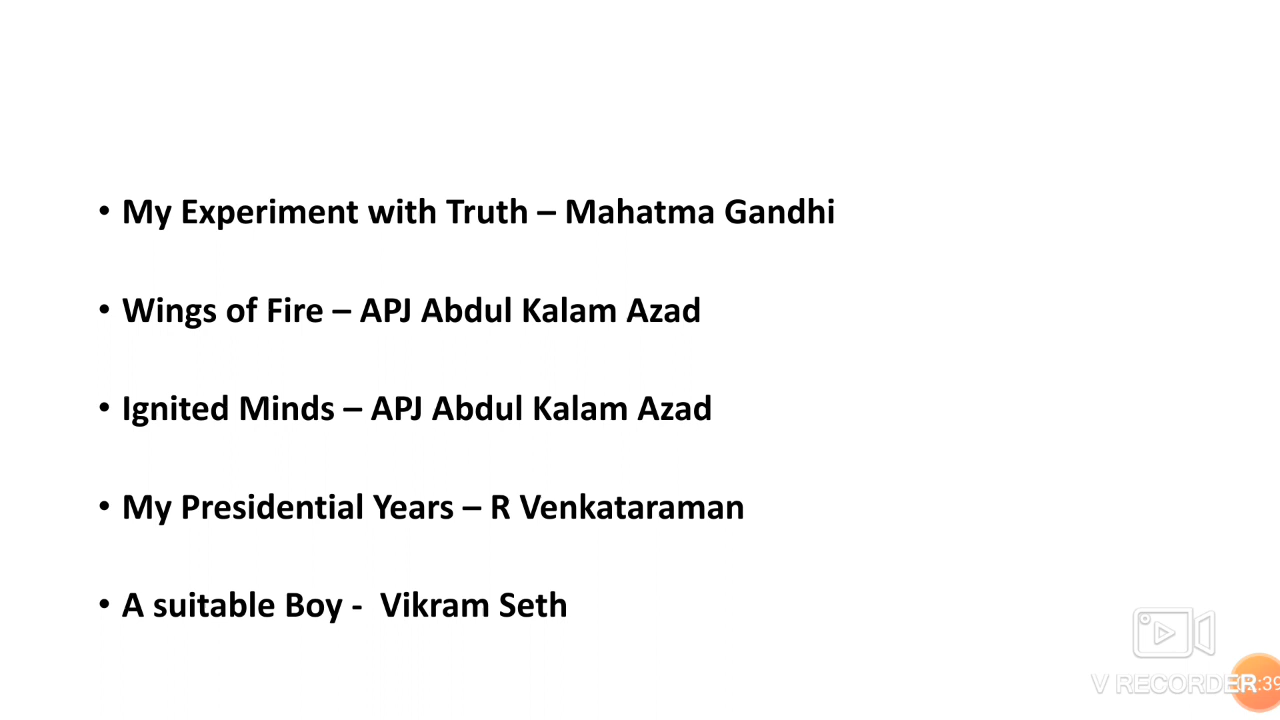 • My Experiment with Truth – Mahatma Gandhi
• Wings of Fire – APJ Abdul Kalam Azad
• Ignited Minds – APJ Abdul Kalam Azad
• My Presidential Years – R Venkataraman
• A suitable Boy - Vikram Seth
V RECORDER
:39